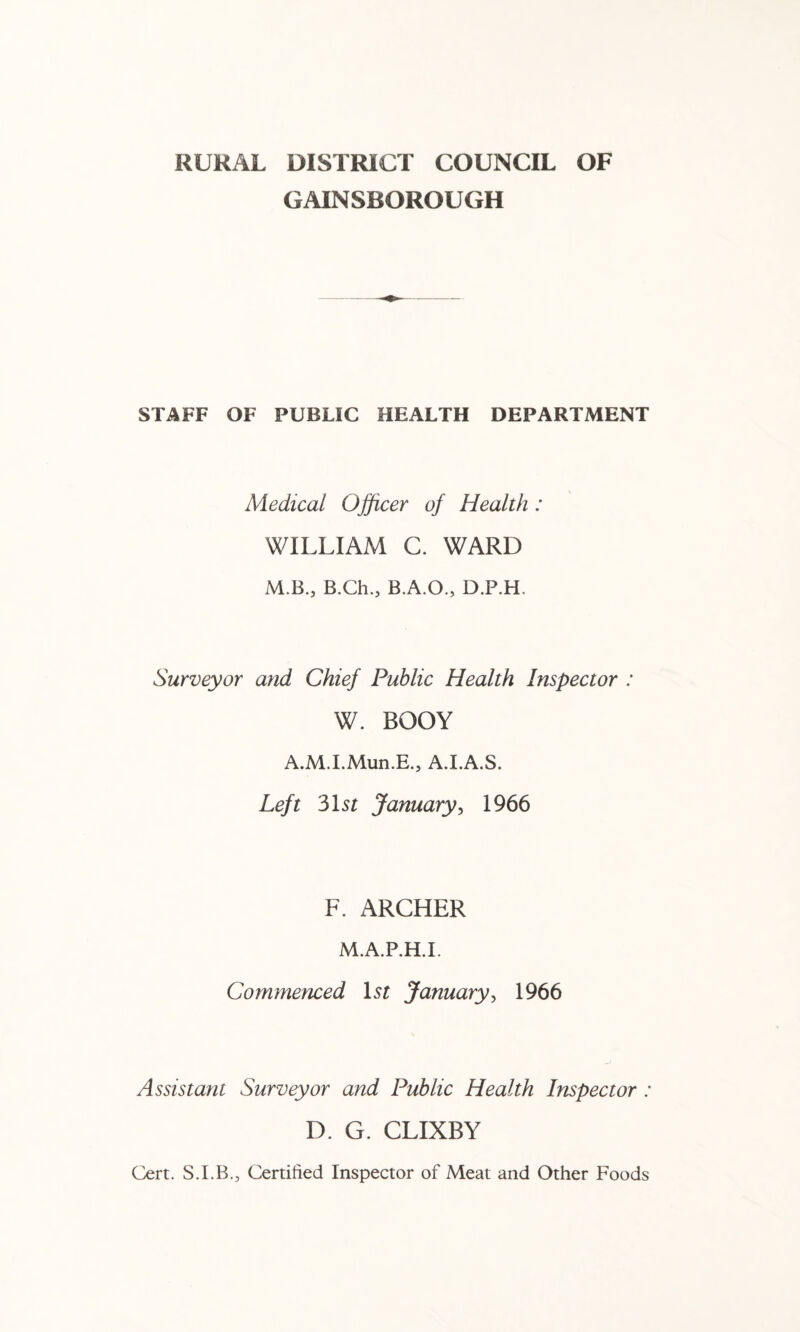 RURAL DISTRICT COUNCIL OF
GAINSBOROUGH
STAFF OF PUBLIC HEALTH DEPARTMENT
Medical Officer of Health :
WILLIAM C. WARD
M.B., B.Ch., B.A.O., D.P.H.
Surveyor and Chief Public Health Inspector :
W. BOOY
A.M.I.Mun.E., A.I.A.S.
Left 31st January, 1966
F. ARCHER
M.A.P.H.I.
Commenced 1st January, 1966
Assistant Surveyor and Public Health Inspector :
D. G. CLIXBY
Cert. S.I.B., Certified Inspector of Meat and Other Foods